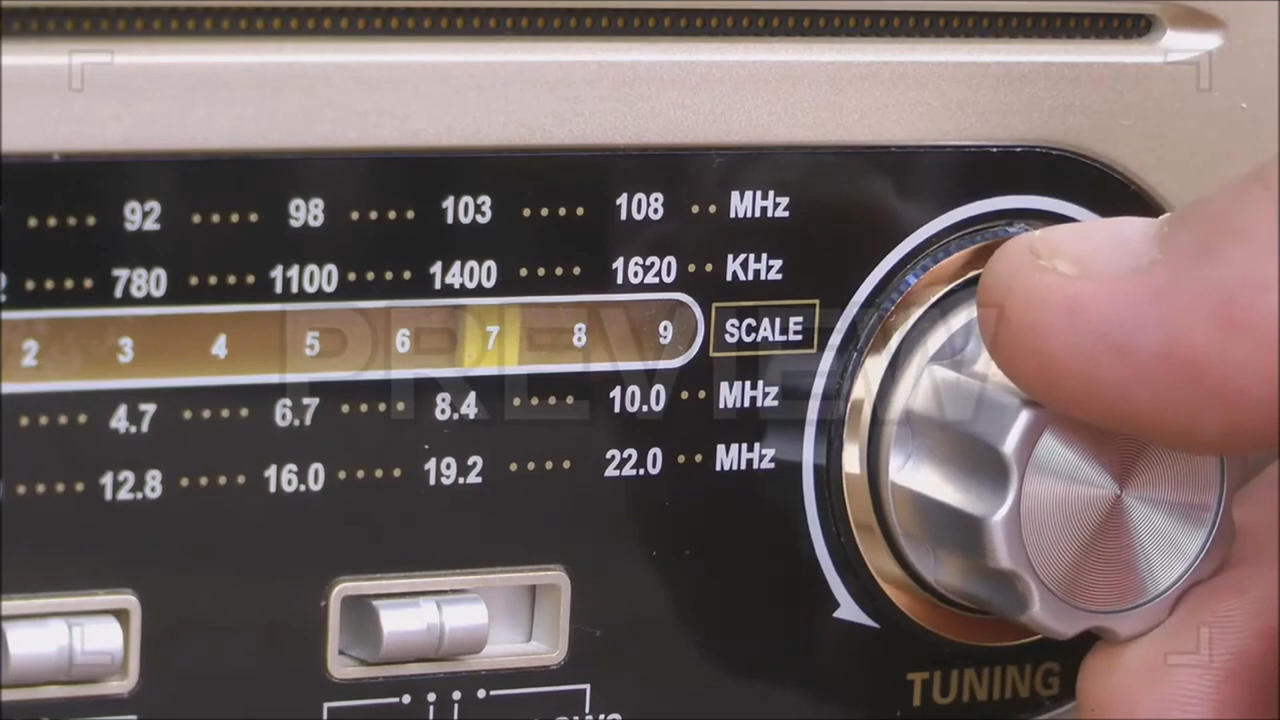 92 98 103 108 MHz
780 1100 1400 1620 KHz
2 3 4 5 6 7 8 9 SCALE
4.7 6.7 8.4 10.0 MHz
12.8 16.0 19.2 22.0 MHz
TUNING
PREVIEW